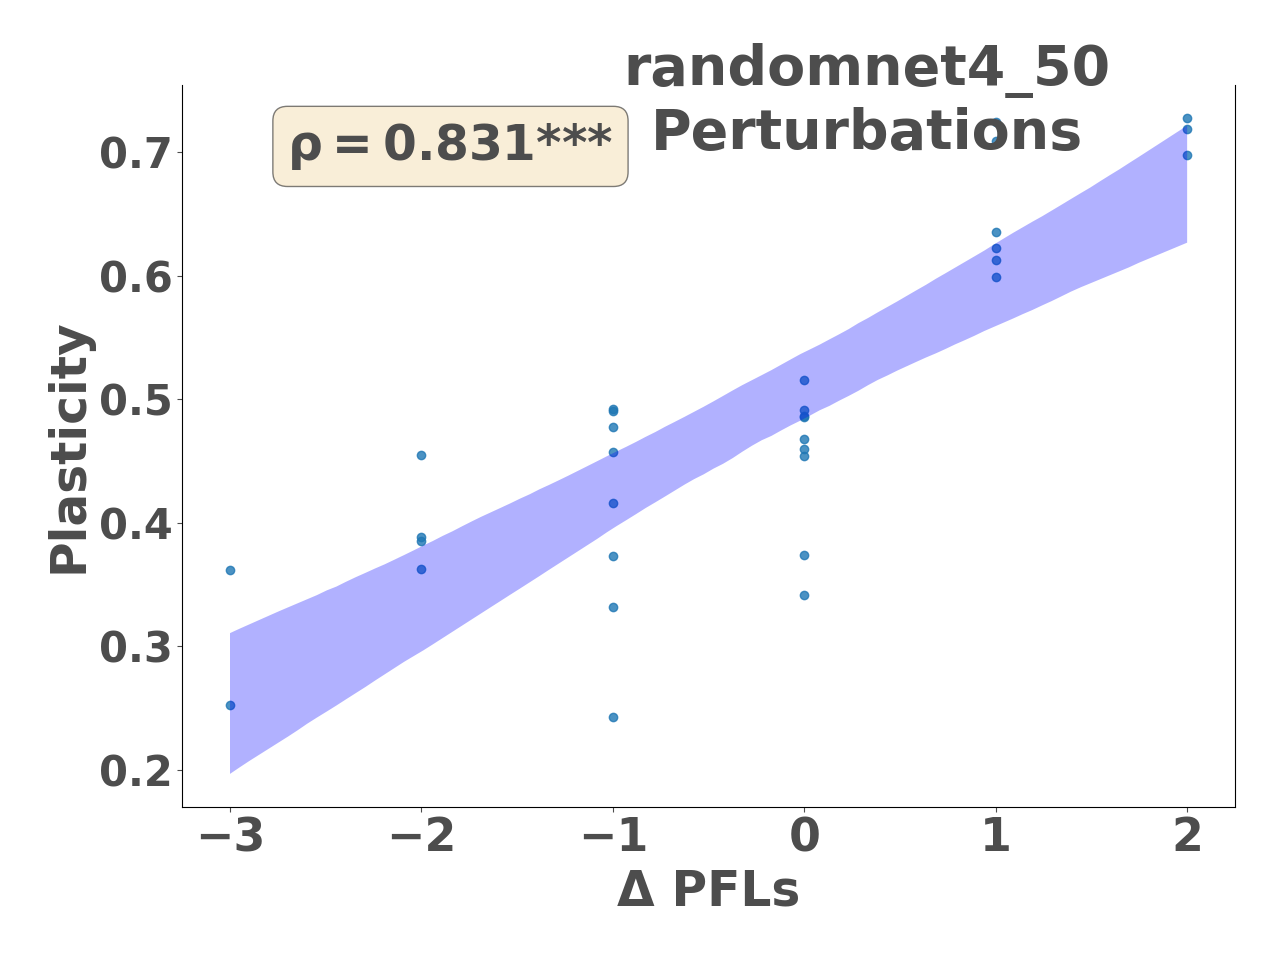 randomnet4_50
Perturbations
ρ = 0.831***
Plasticity
0.7
0.6
0.5
0.4
0.3
0.2
−3 −2 −1 0 1 2
Δ PFLs